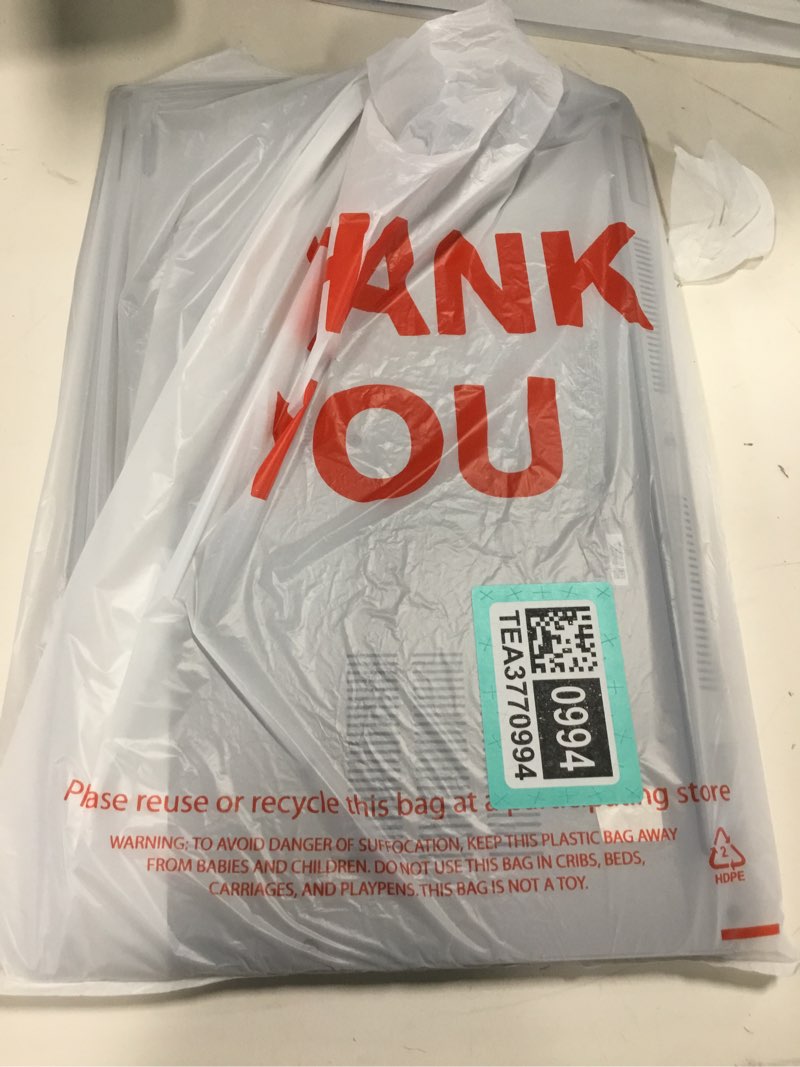 HANK
YOU
TEA3770994
0994
Please reuse or recycle this bag at a participating store
WARNING: TO AVOID DANGER OF SUFFOCATION, KEEP THIS PLASTIC BAG AWAY
FROM BABIES AND CHILDREN. DO NOT USE THIS BAG IN CRIBS, BEDS,
CARRIAGES, AND PLAYPENS.THIS BAG IS NOT A TOY.
2
HDPE